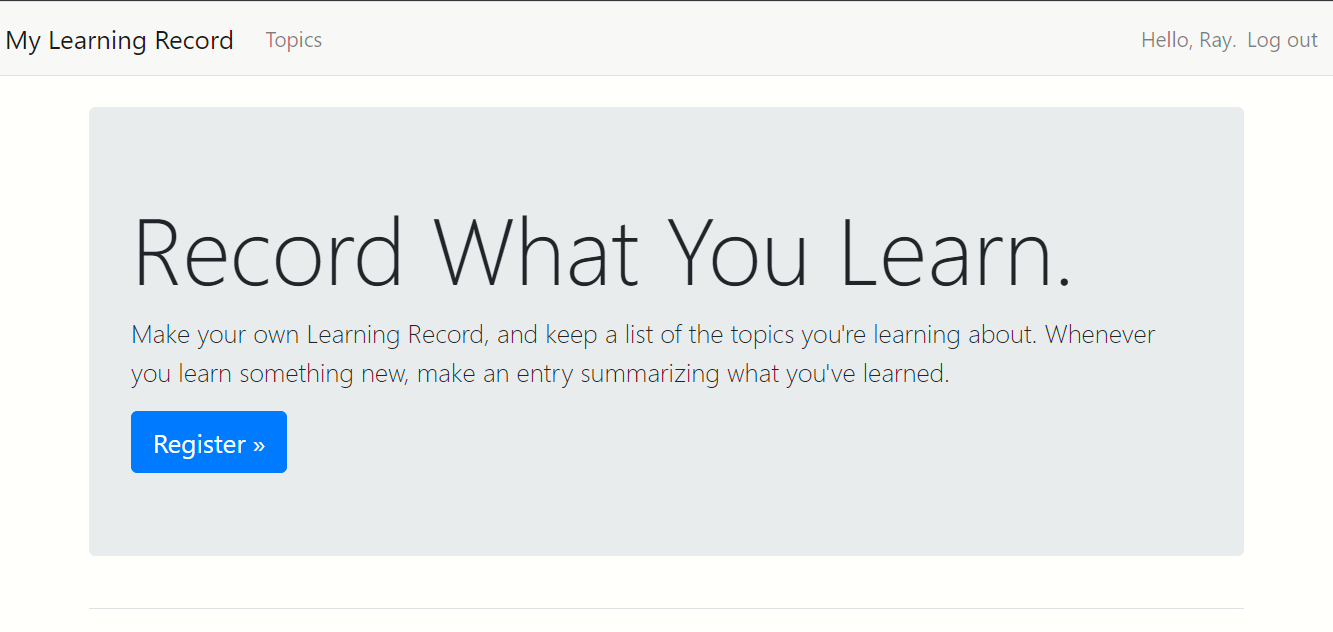 My Learning Record Topics Hello, Ray. Log out
Record What You Learn.
Make your own Learning Record, and keep a list of the topics you're learning about. Whenever
you learn something new, make an entry summarizing what you've learned.
Register »